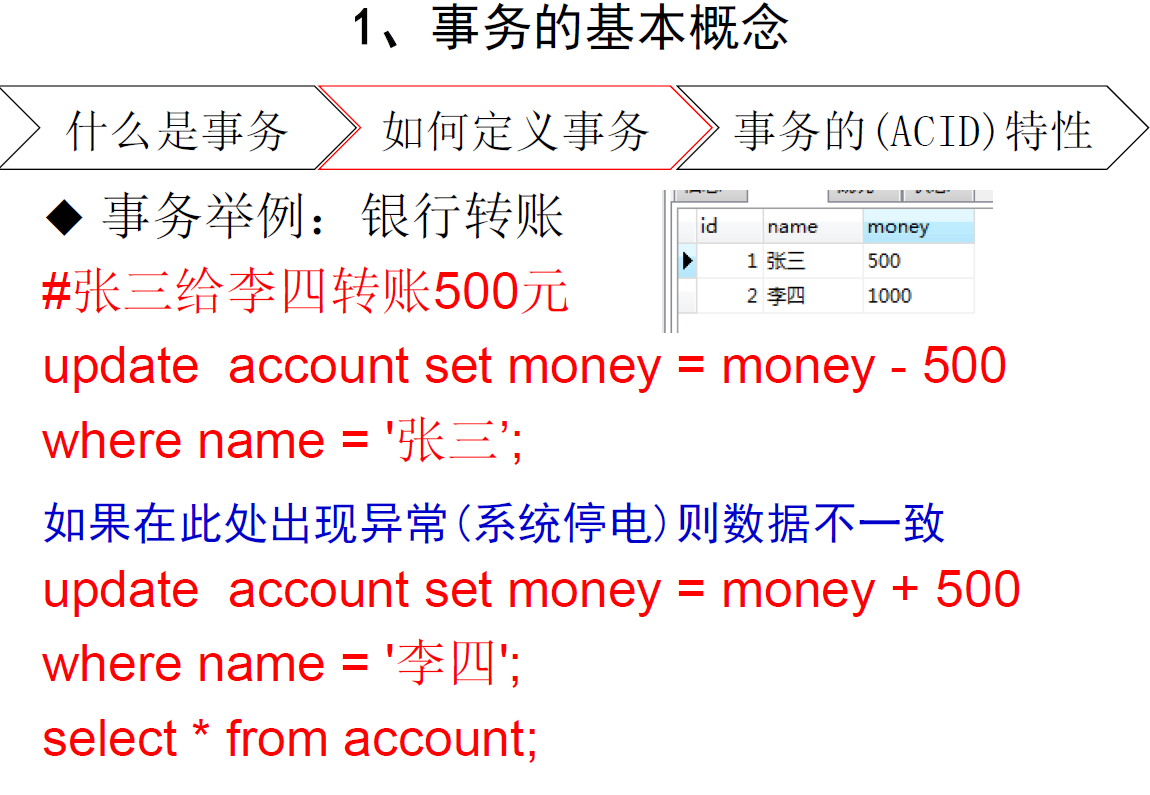 1、事务的基本概念
什么是事务
如何定义事务
事务的(ACID)特性
◆ 事务举例：银行转账
id name money
1 张三 500
2 李四 1000
#张三给李四转账500元
update  account set money = money - 500
where name = '张三’;
如果在此处出现异常(系统停电)则数据不一致
update  account set money = money + 500
where name = '李四';
select * from account;